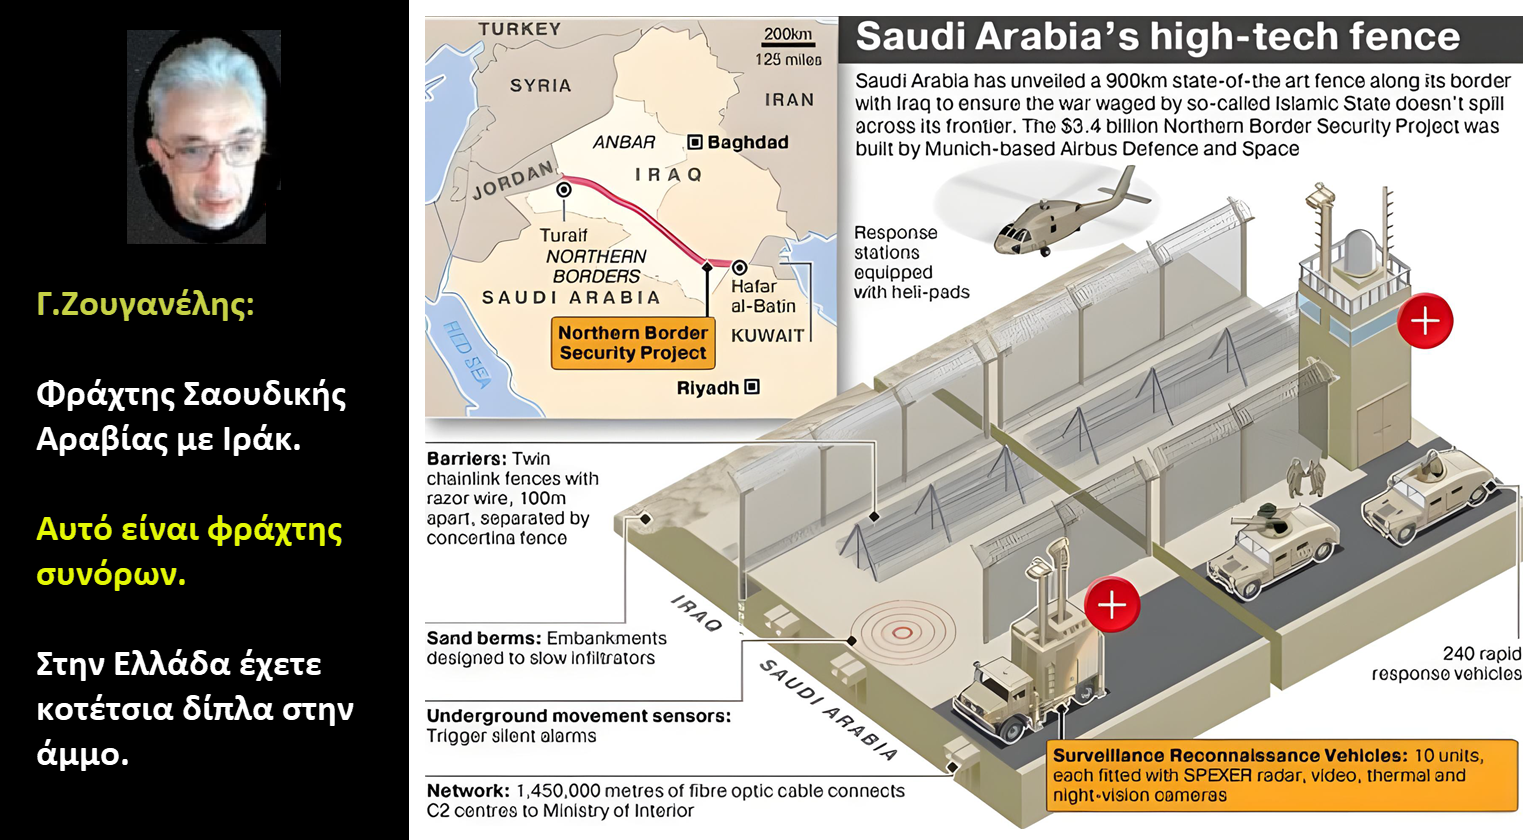 Γ.Ζουγανέλης:
Φράχτης Σαουδικής
Αραβίας με Ιράκ.
Αυτό είναι φράχτης
συνόρων.
Στην Ελλάδα έχετε
κοτέτσια δίπλα στην
άμμο.
TURKEY
200km
125 miles
SYRIA
IRAN
ANBAR
Baghdad
JORDAN
IRAQ
Turaif
NORTHERN
BORDERS
SAUDI ARABIA
Hafar
al-Batin
RED SEA
Northern Border
Security Project
KUWAIT
Riyadh
Saudi Arabia's high-tech fence
Saudi Arabia has unveiled a 900km state-of-the art fence along its border
with Iraq to ensure the war waged by so-called Islamic State doesn't spill
across its frontier. The $3.4 billion Northern Border Security Project was
built by Munich-based Airbus Defence and Space
Response
stations
equipped
with heli-pads
Barriers: Twin
chainlink fences with
razor wire, 100m
apart, separated by
concertina fence
IRAQ
SAUDI ARABIA
Sand berms: Embankments
designed to slow infiltrators
Underground movement sensors:
Trigger silent alarms
Network: 1,450,000 metres of fibre optic cable connects
C2 centres to Ministry of Interior
240 rapid
response vehicles
Surveillance Reconnaissance Vehicles: 10 units,
each fitted with SPEXER radar, video, thermal and
night-vision cameras